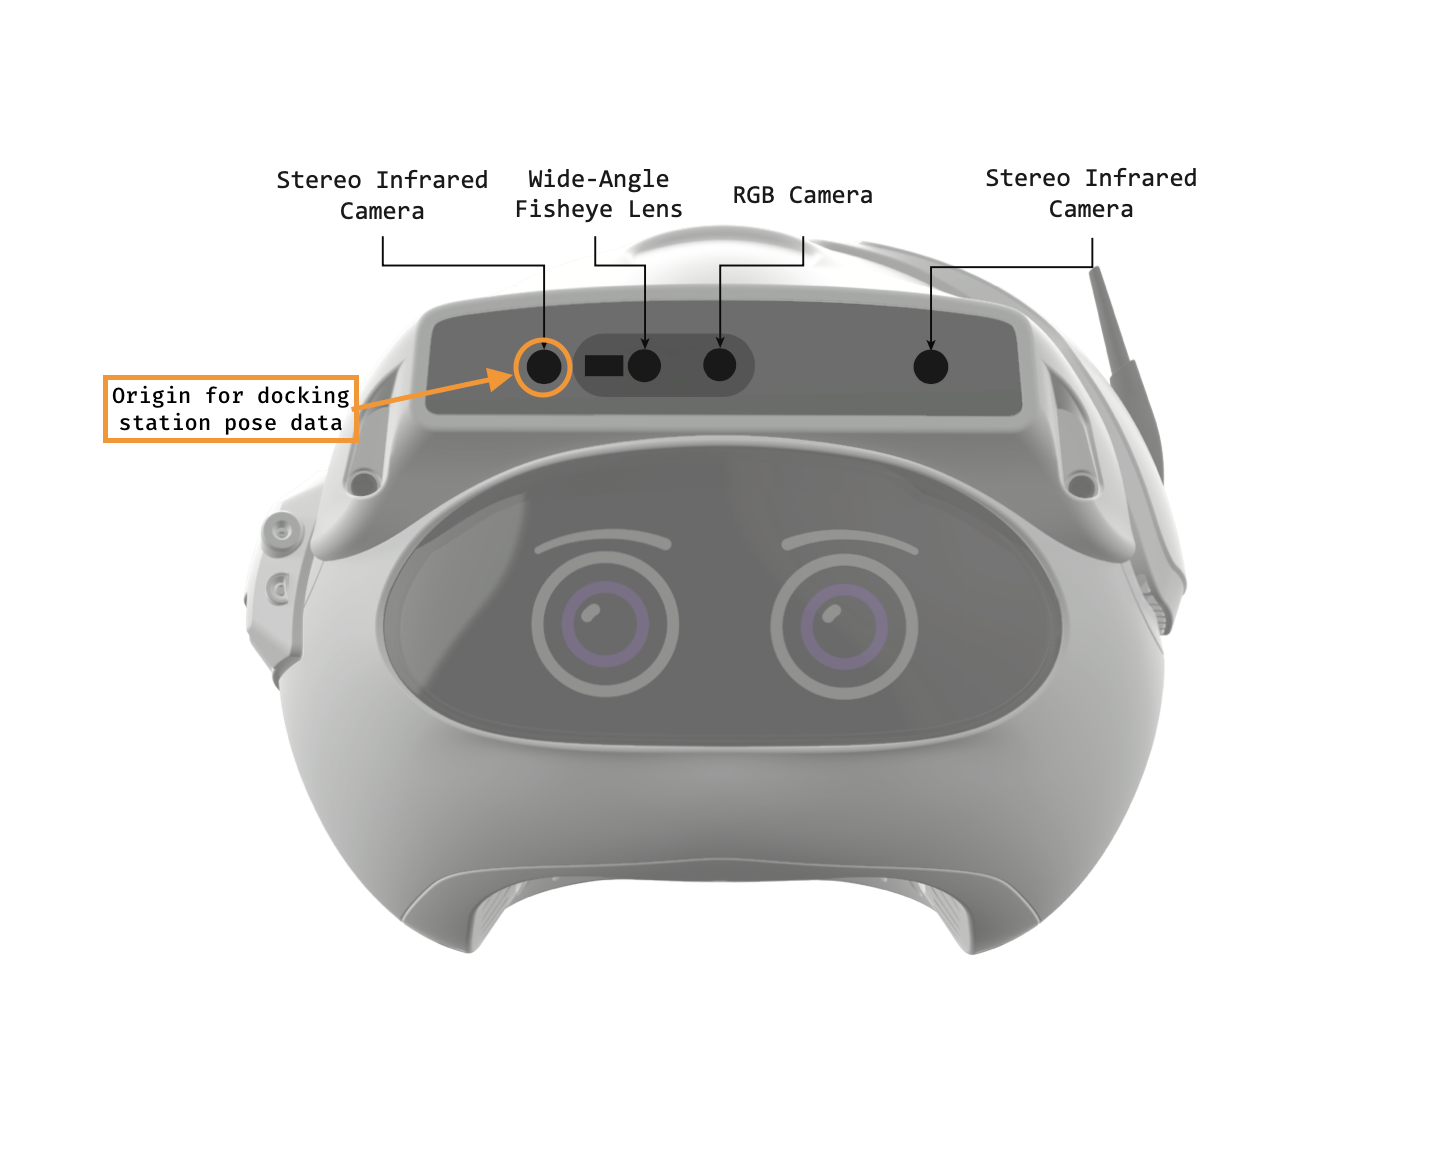 Stereo Infrared
Camera
Wide-Angle
Fisheye Lens
RGB Camera
Stereo Infrared
Camera
Origin for docking
station pose data